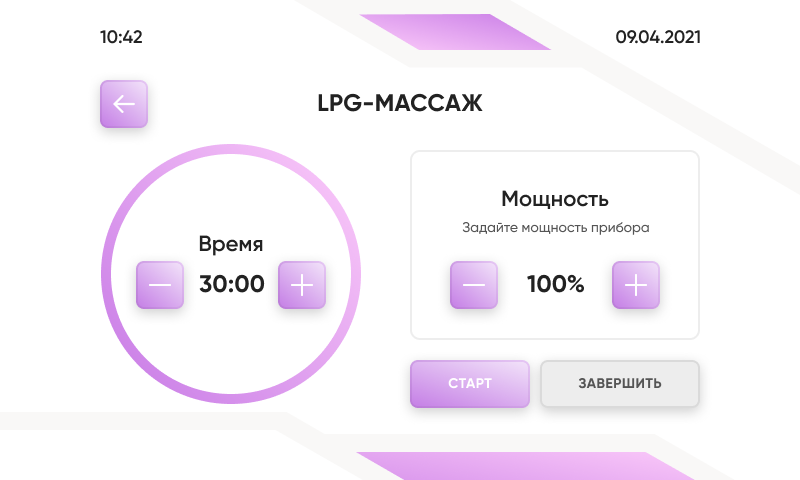 10:42
09.04.2021
LPG-МАССАЖ
Время
30:00
Мощность
Задайте мощность прибора
100%
СТАРТ
ЗАВЕРШИТЬ